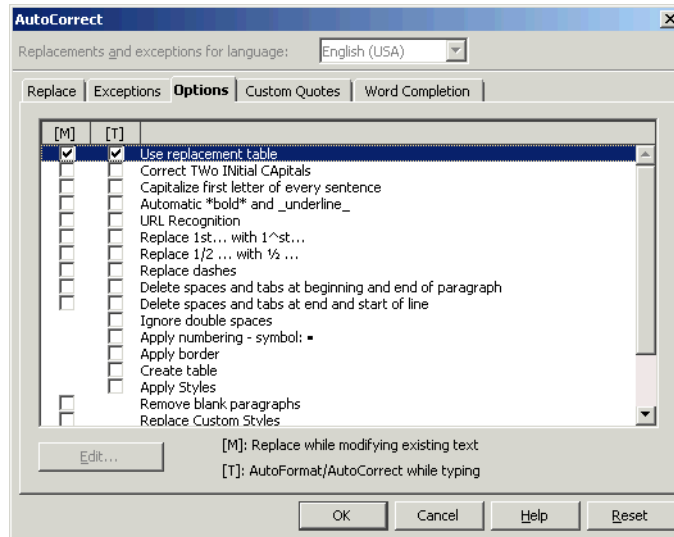 AutoCorrect
Replacements and exceptions for language: English (USA)
Replace Exceptions Options Custom Quotes Word Completion
[M] [T]
Use replacement table
Correct TWo INitial CApitals
Capitalize first letter of every sentence
Automatic *bold* and _underline_
URL Recognition
Replace 1st... with 1^st...
Replace 1/2 ... with ½ ...
Replace dashes
Delete spaces and tabs at beginning and end of paragraph
Delete spaces and tabs at end and start of line
Ignore double spaces
Apply numbering - symbol: •
Apply border
Create table
Apply Styles
Remove blank paragraphs
Replace Custom Styles
Edit... [M]: Replace while modifying existing text
[T]: AutoFormat/AutoCorrect while typing
OK Cancel Help Reset